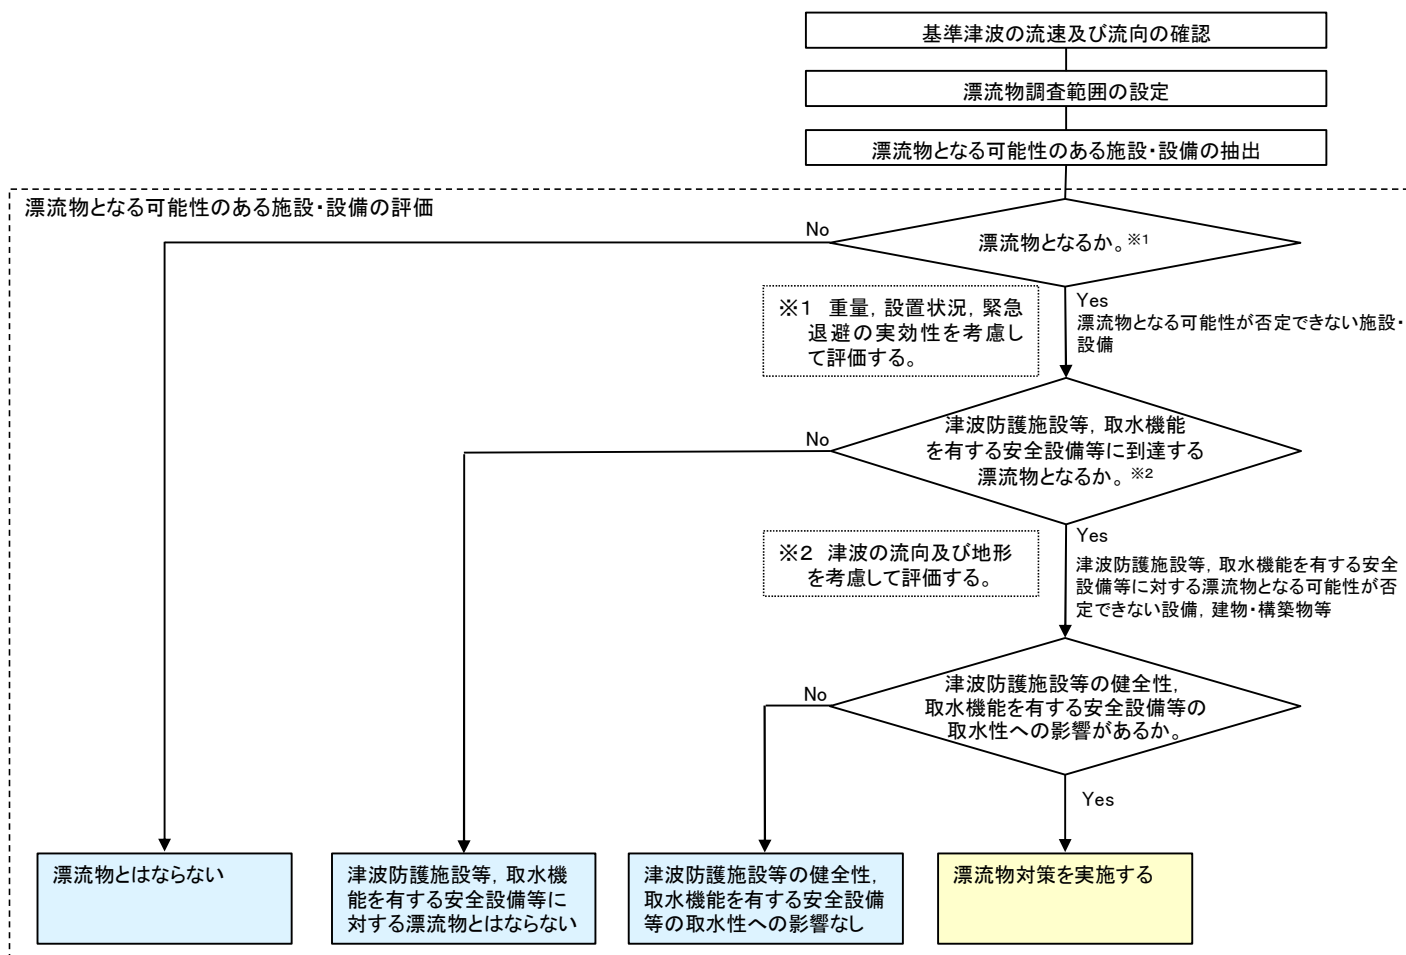 基準津波の流速及び流向の確認
漂流物調査範囲の設定
漂流物となる可能性のある施設・設備の抽出
漂流物となる可能性のある施設・設備の評価
No
漂流物となるか。※1
※1 重量，設置状況，緊急
退避の実効性を考慮し
て評価する。
Yes
漂流物となる可能性が否定できない施設・
設備
No
津波防護施設等，取水機能
を有する安全設備等に到達する
漂流物となるか。※2
※2 津波の流向及び地形
を考慮して評価する。
Yes
津波防護施設等，取水機能を有する安全
設備等に対する漂流物となる可能性が否
定できない設備，建物・構築物等
No
津波防護施設等の健全性，
取水機能を有する安全設備等の
取水性への影響があるか。
Yes
漂流物とはならない
津波防護施設等，取水機
能を有する安全設備等に
対する漂流物とはならない
津波防護施設等の健全性，
取水機能を有する安全設備
等の取水性への影響なし
漂流物対策を実施する